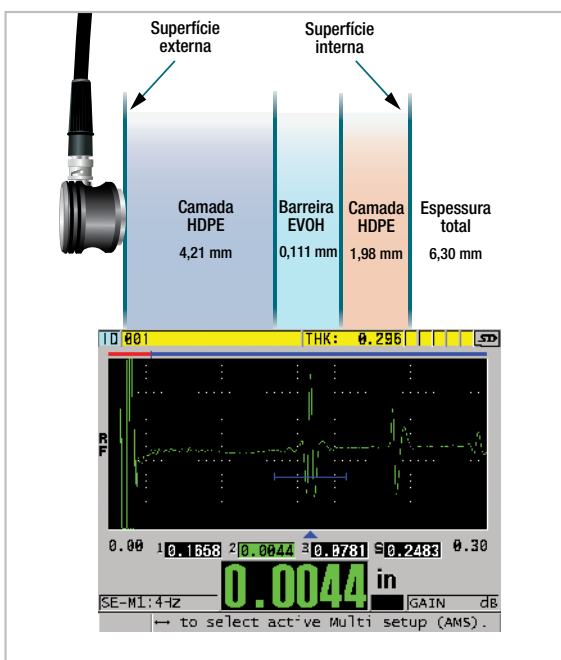 Superfície externa
Superfície interna
Camada HDPE
4,21 mm
Barreira EVOH
0,111 mm
Camada HDPE
1,98 mm
Espessura total
6,30 mm
ID 001 THK: 0.296 SD
RF
0.00 1 0.1658 2 0.0044 3 0.0781 0.2483 0.30
0.0044 in
SE-M1: GAIN dB
↔ to select active Multi setup (AMS).